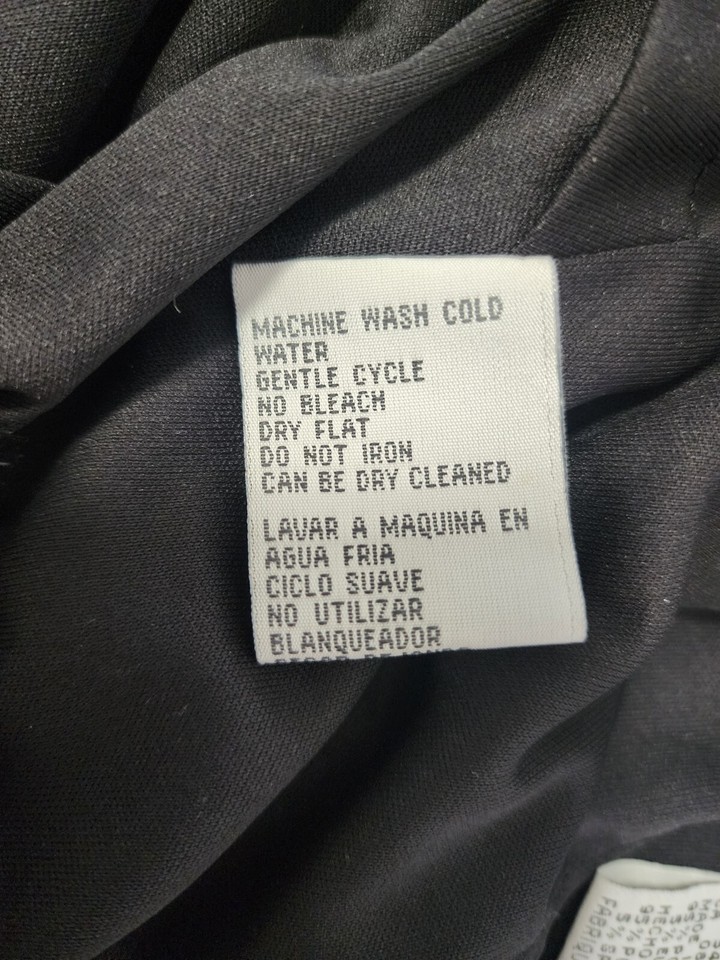 MACHINE WASH COLD
WATER
GENTLE CYCLE
NO BLEACH
DRY FLAT
DO NOT IRON
CAN BE DRY CLEANED
LAVAR A MAQUINA EN
AGUA FRIA
CICLO SUAVE
NO UTILIZAR
BLANQUEADOR